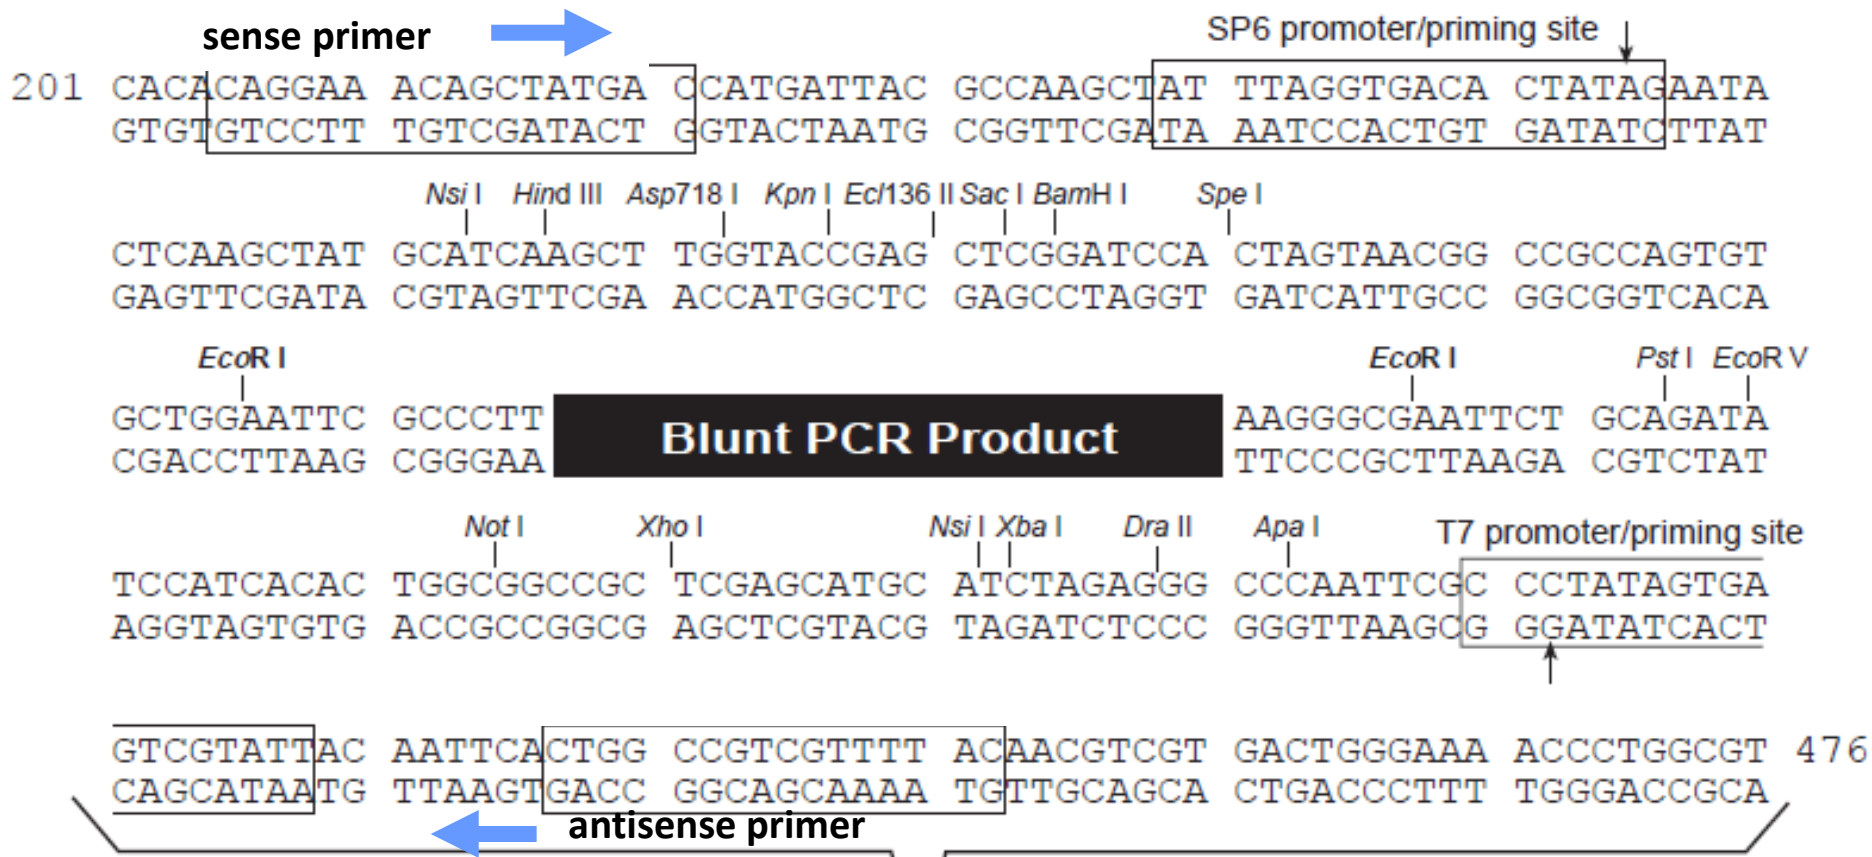 sense primer SP6 promoter/priming site
201 CACACAGGAA ACAGCTATGA CCATGATTAC GCCAAGCTAT TTAGGTGACA CTATAGAATA
GTGTGTCCTT TGTCGATACT GGTACTAATG CGGTTCGATA AATCCACTGT GATATCTTAT
Nsi I Hind III Asp718 I Kpn I Ecl136 II Sac I BamH I Spe I
CTCAAGCTAT GCATCAAGCT TGGTACCGAG CTCGGATCCA CTAGTAACGG CCGCCAGTGT
GAGTTCGATA CGTAGTTCGA ACCATGGCTC GAGCCTAGGT GATCATTGCC GGCGGTCACA
EcoR I EcoR I Pst I EcoR V
GCTGGAATTC GCCCTT Blunt PCR Product AAGGGCGAATTCT GCAGATA
CGACCTTAAG CGGGAA TTCCCGCTTAAGA CGTCTAT
Not I Xho I Nsi I Xba I Dra II Apa I T7 promoter/priming site
TCCATCACAC TGGCGGCCGC TCGAGCATGC ATCTAGAGGG CCCAATTCGC CCTATAGTGA
AGGTAGTGTG ACCGCCGGCG AGCTCGTACG TAGATCTCCC GGGTTAAGCG GGATATCACT
GTCGTATTAC AATTCACTGG CCGTCGTTTT ACAACGTCGT GACTGGGAAA ACCCTGGCGT 476
CAGCATAATG TTAAGTGACC GGCAGCAAAA TGTTGCAGCA CTGACCCTTT TGGGACCGCA
antisense primer